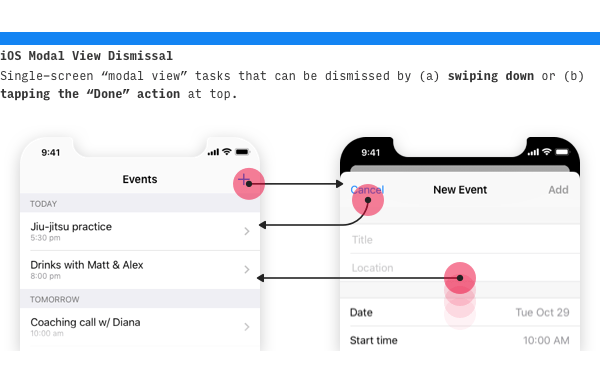 iOS Modal View Dismissal
Single-screen “modal view” tasks that can be dismissed by (a) swiping down or (b)
tapping the “Done” action at top.
9:41
Events
+
TODAY
Jiu-jitsu practice
5:30 pm
Drinks with Matt & Alex
8:00 pm
TOMORROW
Coaching call w/ Diana
10:00 am
9:41
Cancel New Event Add
Title
Location
Date Tue Oct 29
Start time 10:00 AM